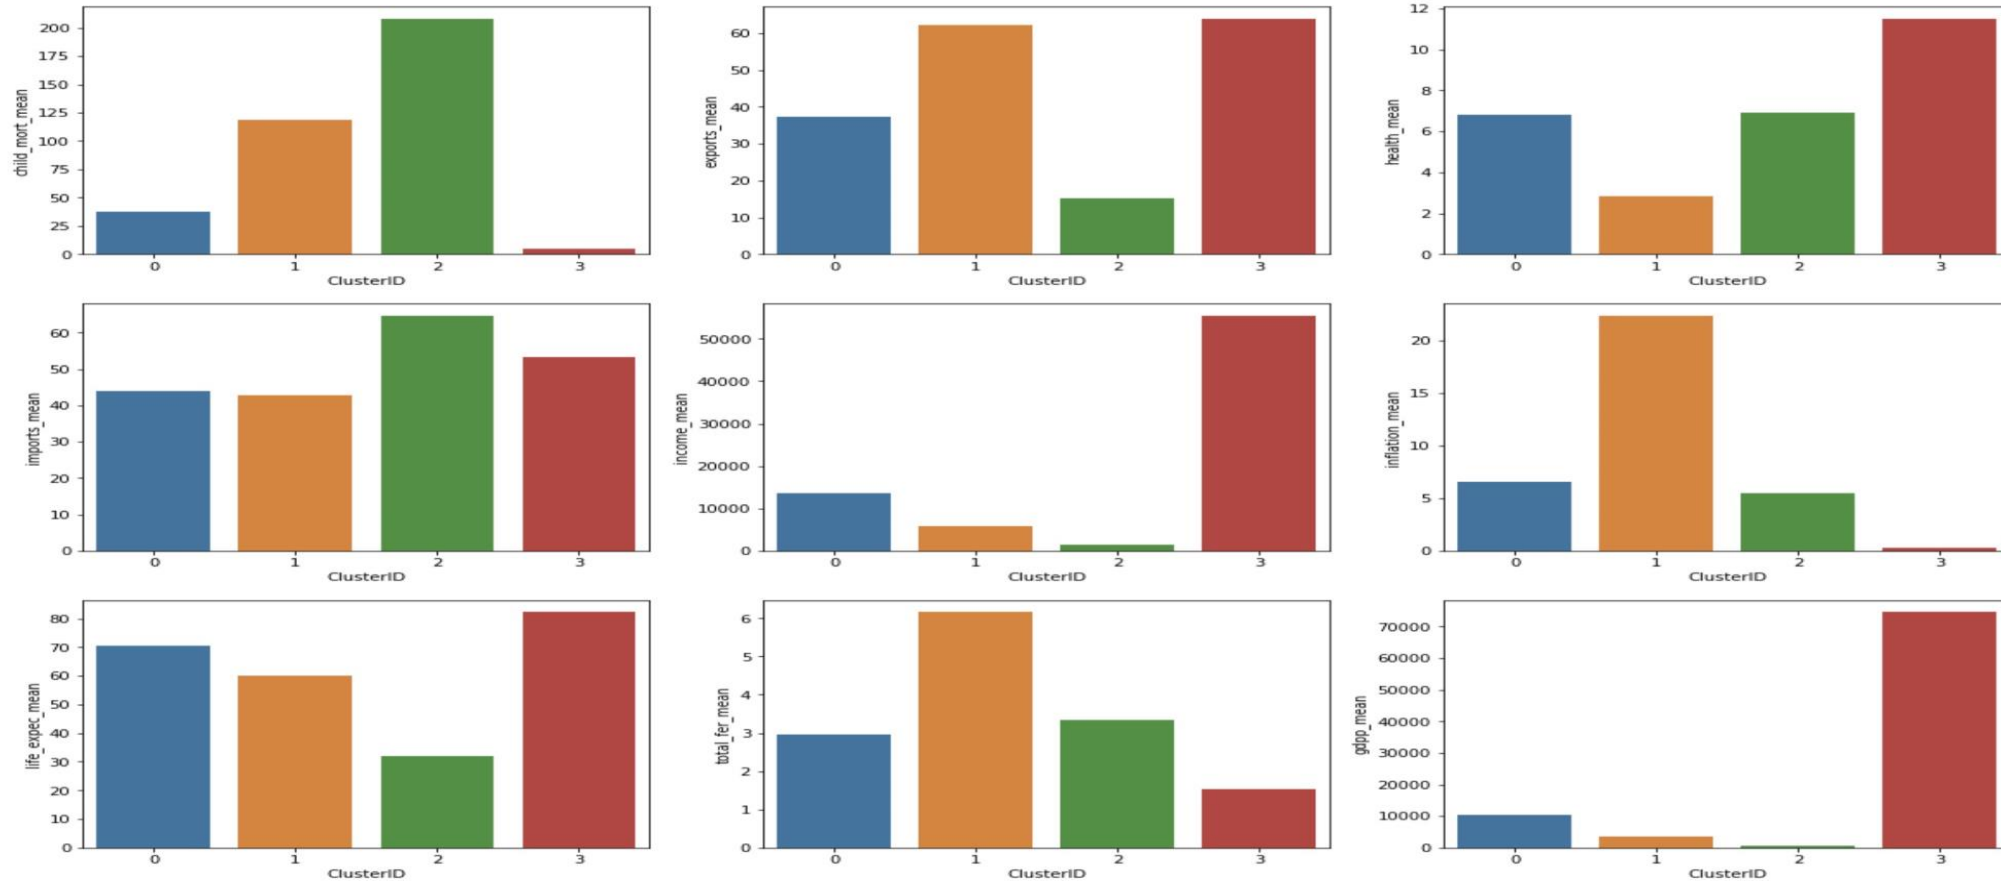 child_mort_mean
200
175
150
125
100
75
50
25
0
0 1 2 3
ClusterID
exports_mean
60
50
40
30
20
10
0
0 1 2 3
ClusterID
health_mean
12
10
8
6
4
2
0
0 1 2 3
ClusterID
imports_mean
60
50
40
30
20
10
0
0 1 2 3
ClusterID
income_mean
50000
40000
30000
20000
10000
0
0 1 2 3
ClusterID
inflation_mean
20
15
10
5
0
0 1 2 3
ClusterID
life_expec_mean
80
70
60
50
40
30
20
10
0
0 1 2 3
ClusterID
total_fer_mean
6
5
4
3
2
1
0
0 1 2 3
ClusterID
gdpp_mean
70000
60000
50000
40000
30000
20000
10000
0
0 1 2 3
ClusterID